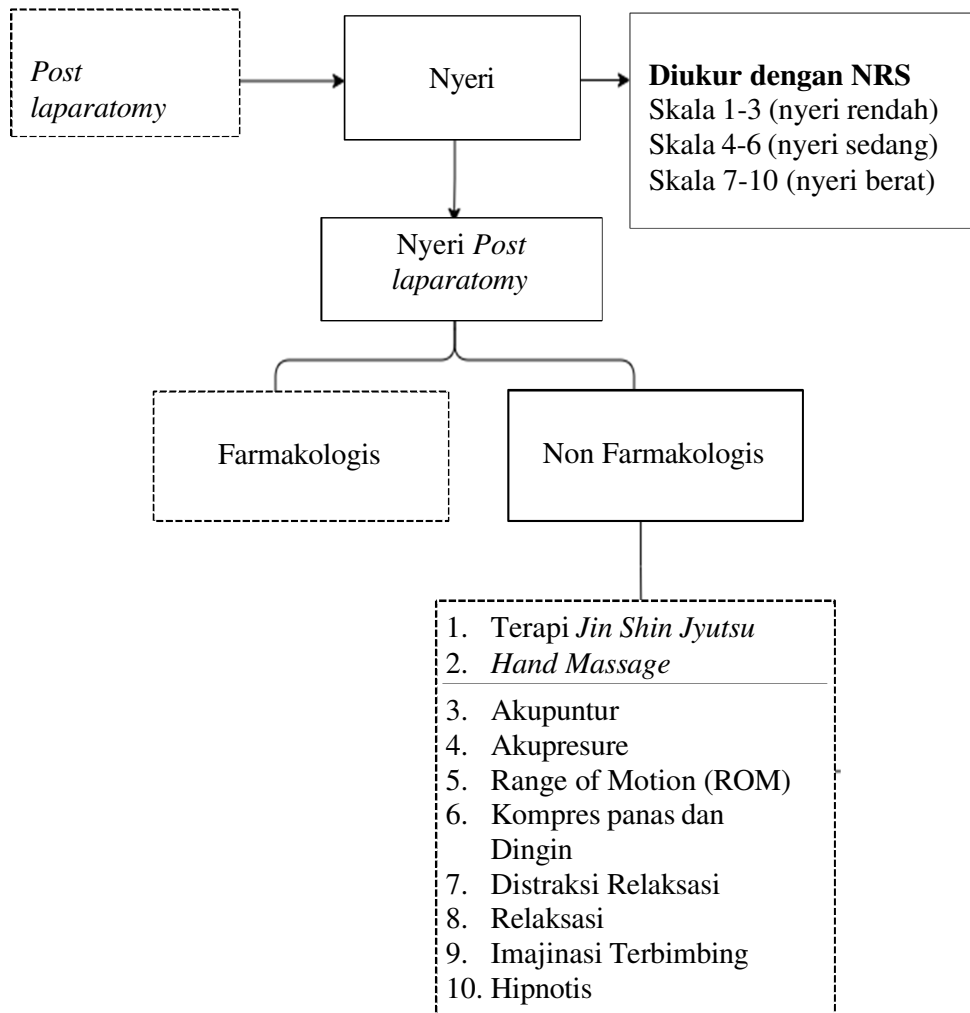 Post
laparatomy
Nyeri
Diukur dengan NRS
Skala 1-3 (nyeri rendah)
Skala 4-6 (nyeri sedang)
Skala 7-10 (nyeri berat)
Nyeri Post
laparatomy
Farmakologis
Non Farmakologis
1. Terapi Jin Shin Jyutsu
2. Hand Massage
3. Akupuntur
4. Akupresure
5. Range of Motion (ROM)
6. Kompres panas dan
Dingin
7. Distraksi Relaksasi
8. Relaksasi
9. Imajinasi Terbimbing
10. Hipnotis